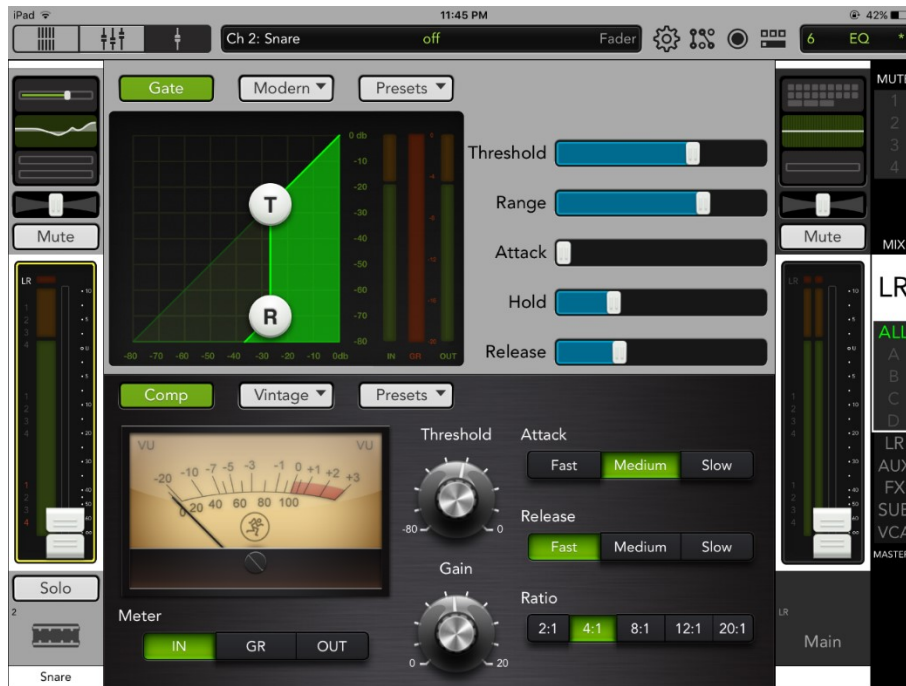 iPad 11:45 PM 42%
Ch 2: Snare off Fader 6 EQ *
Gate Modern Presets
MUTE
1
2
3
4
Mute Mute
MIX
0 db
-10
-20
-30
-40
-50
-60
-70
-80
-80 -70 -60 -50 -40 -30 -20 -10 0db IN GR OUT
T
R
Threshold
Range
Attack
Hold
Release
LR LR LR
ALL
A
B
C
D
LR
AUX
FX
SUB
VCA
MASTER
Comp Vintage Presets
VU VU
-20 -10 -7 -5 -3 -1 0 +1 +2 +3
0 20 40 60 80 100
Threshold
-80 0
Gain
0 20
Attack
Fast Medium Slow
Release
Fast Medium Slow
Ratio
2:1 4:1 8:1 12:1 20:1
Meter
IN GR OUT
Solo
2
Snare
LR
Main